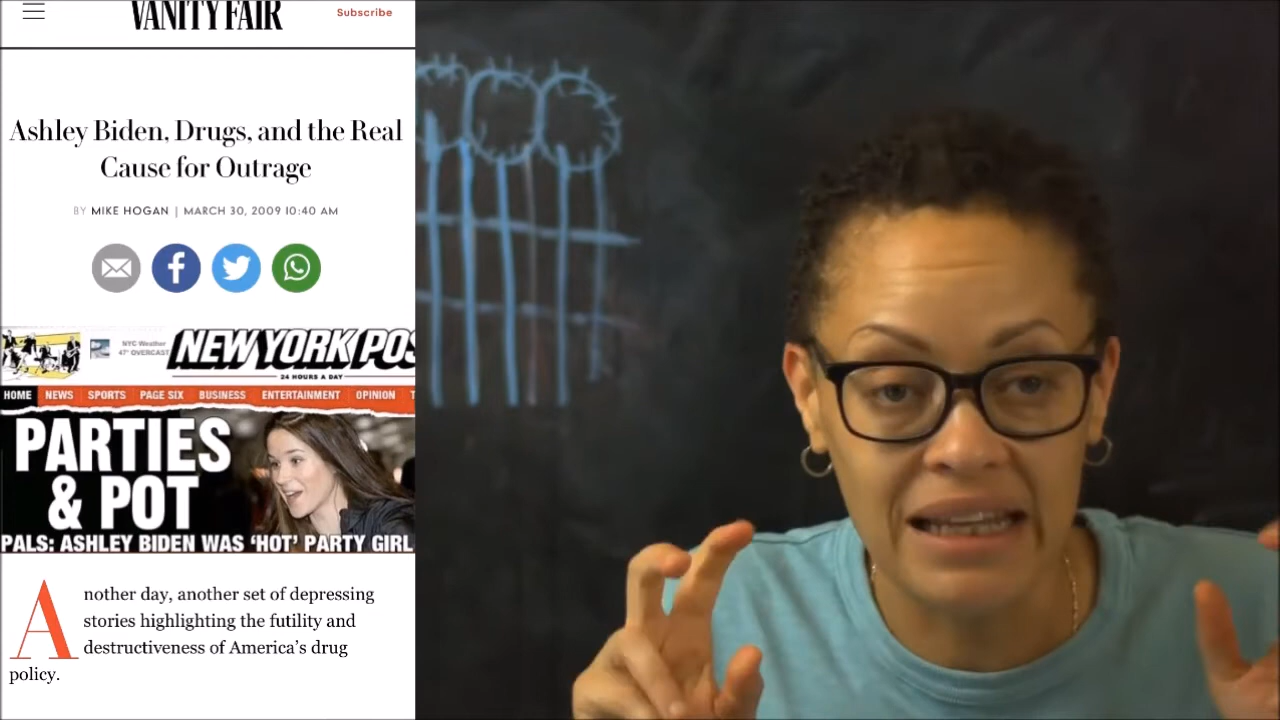 VANITY FAIR
Subscribe
Ashley Biden, Drugs, and the Real
Cause for Outrage
BY MIKE HOGAN | MARCH 30, 2009 10:40 AM
NYC Weather
47° OVERCAST
NEW YORK POS
24 HOURS A DAY
HOME NEWS SPORTS PAGE SIX BUSINESS ENTERTAINMENT OPINION T
PARTIES
& POT
PALS: ASHLEY BIDEN WAS 'HOT' PARTY GIRL
Another day, another set of depressing
stories highlighting the futility and
destructiveness of America's drug
policy.